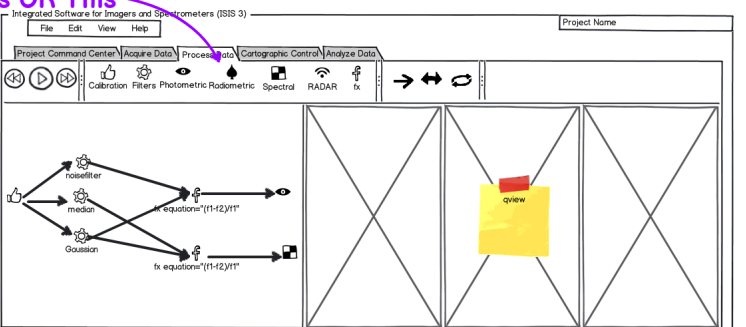 s OR This
Integrated Software for Imagers and Spectrometers (ISIS 3)
Project Name
File Edit View Help
Project Command Center Acquire Data Process Data Cartographic Control Analyze Data
Calibration Filters Photometric Radiometric Spectral RADAR fx
noisefilter
qview
median
fx equation="(f1-f2)/f1"
Gaussian
fx equation="(f1-f2)/f1"